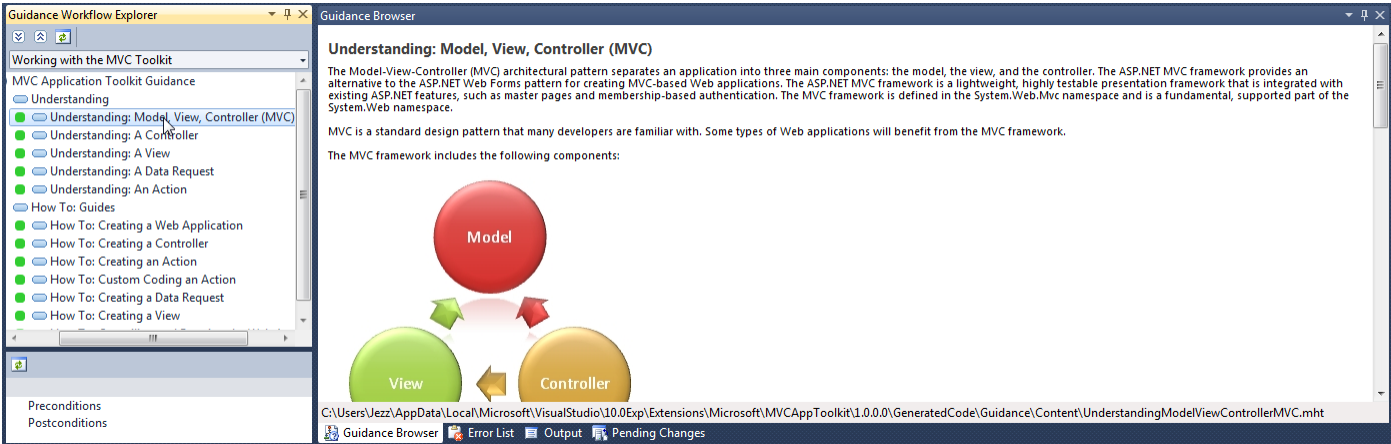 Guidance Workflow Explorer
Working with the MVC Toolkit
MVC Application Toolkit Guidance
Understanding
Understanding: Model, View, Controller (MVC)
Understanding: A Controller
Understanding: A View
Understanding: A Data Request
Understanding: An Action
How To: Guides
How To: Creating a Web Application
How To: Creating a Controller
How To: Creating an Action
How To: Custom Coding an Action
How To: Creating a Data Request
How To: Creating a View
Preconditions
Postconditions
Guidance Browser
Understanding: Model, View, Controller (MVC)
The Model-View-Controller (MVC) architectural pattern separates an application into three main components: the model, the view, and the controller. The ASP.NET MVC framework provides an
alternative to the ASP.NET Web Forms pattern for creating MVC-based Web applications. The ASP.NET MVC framework is a lightweight, highly testable presentation framework that is integrated with
existing ASP.NET features, such as master pages and membership-based authentication. The MVC framework is defined in the System.Web.Mvc namespace and is a fundamental, supported part of the
System.Web namespace.
MVC is a standard design pattern that many developers are familiar with. Some types of Web applications will benefit from the MVC framework.
The MVC framework includes the following components:
Model
View
Controller
C:\Users\Jezz\AppData\Local\Microsoft\VisualStudio\10.0Exp\Extensions\Microsoft\MVCAppToolkit\1.0.0.0\GeneratedCode\Guidance\Content\UnderstandingModelViewControllerMVC.mht
Guidance Browser
Error List
Output
Pending Changes